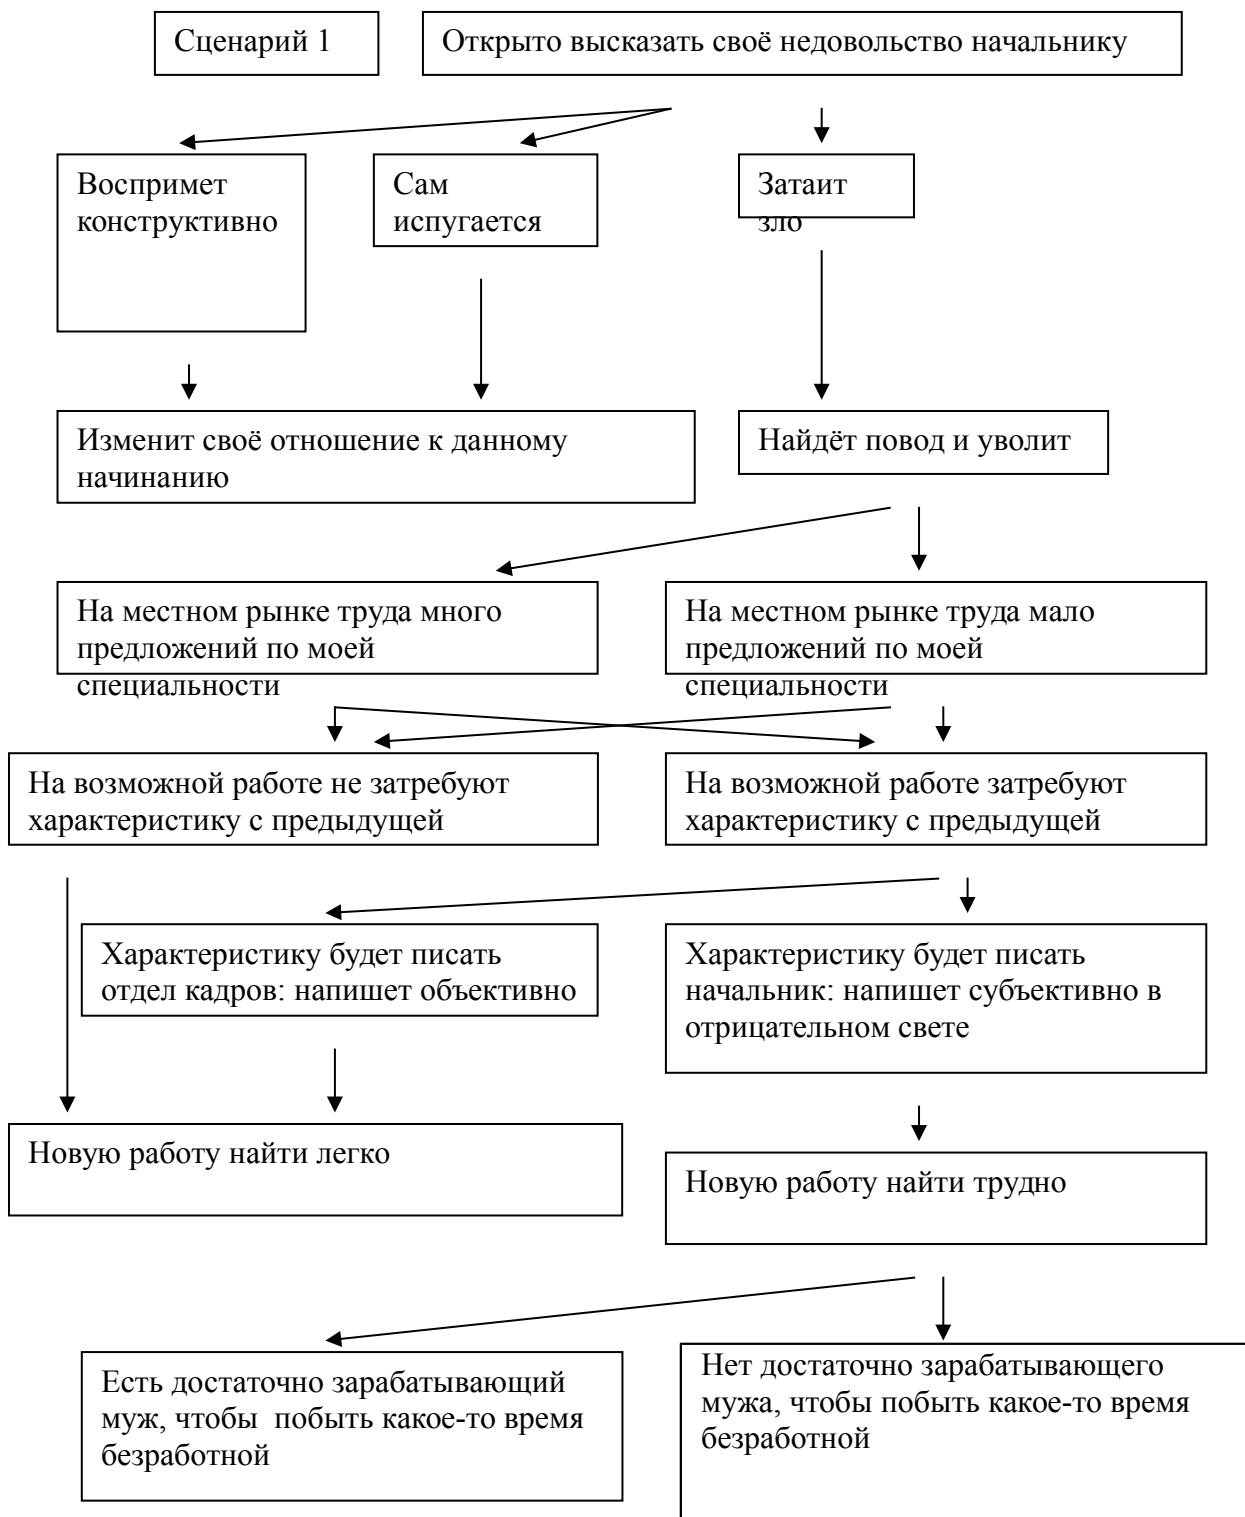 Сценарий 1
Открыто высказать своё недовольство начальнику
Воспримет
конструктивно
Сам
испугается
Затаит
зло
Изменит своё отношение к данному
начинанию
Найдёт повод и уволит
На местном рынке труда много
предложений по моей
специальности
На местном рынке труда мало
предложений по моей
специальности
На возможной работе не затребуют
характеристику с предыдущей
На возможной работе затребуют
характеристику с предыдущей
Характеристику будет писать
отдел кадров: напишет объективно
Характеристику будет писать
начальник: напишет субъективно в
отрицательном свете
Новую работу найти легко
Новую работу найти трудно
Есть достаточно зарабатывающий
муж, чтобы  побыть какое-то время
безработной
Нет достаточно зарабатывающего
мужа, чтобы побыть какое-то время
безработной